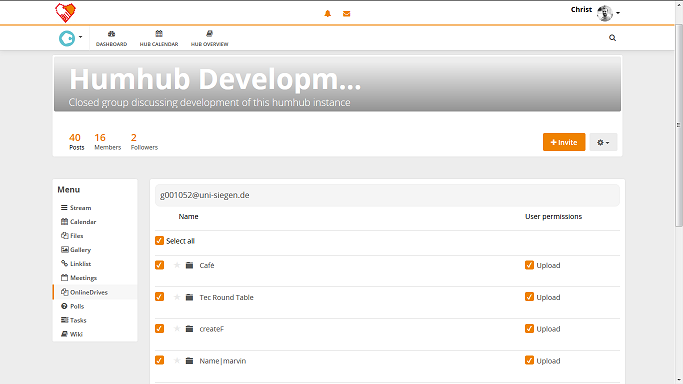 Christ
DASHBOARD
HUB CALENDAR
HUB OVERVIEW
Humhub Developm...
Closed group discussing development of this humhub instance
40 16 2
Posts Members Followers
+ Invite
Menu
Stream
Calendar
Files
Gallery
Linklist
Meetings
OnlineDrives
Polls
Tasks
Wiki
g001052@uni-siegen.de
Name User permissions
Select all
Café Upload
Tec Round Table Upload
createF Upload
Name|marvin Upload